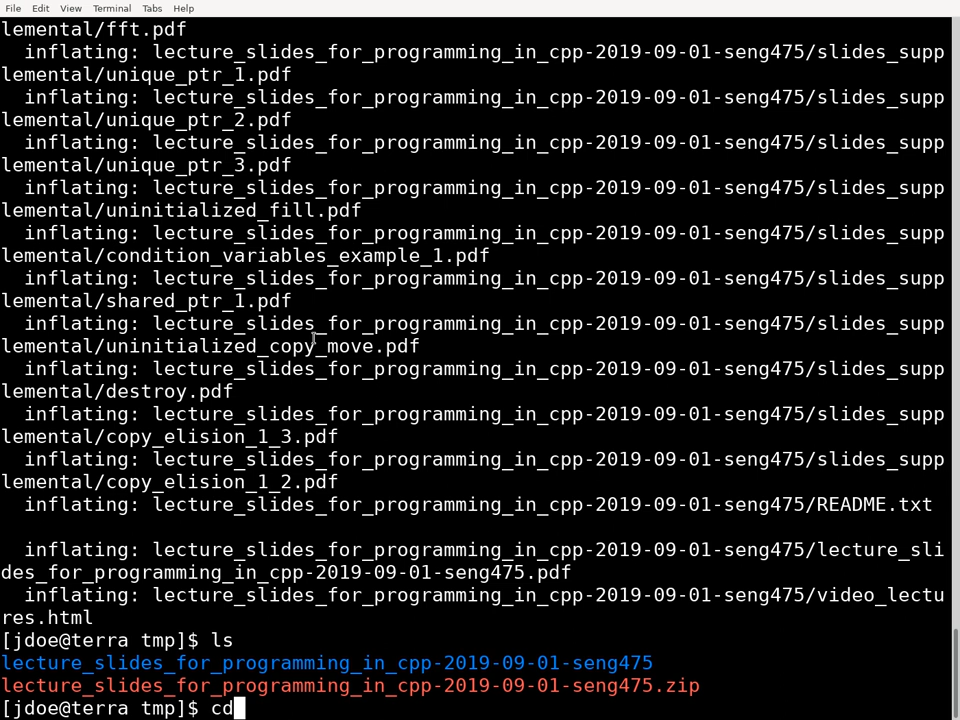 File Edit View Terminal Tabs Help
lemental/fft.pdf
  inflating: lecture_slides_for_programming_in_cpp-2019-09-01-seng475/slides_supp
lemental/unique_ptr_1.pdf
  inflating: lecture_slides_for_programming_in_cpp-2019-09-01-seng475/slides_supp
lemental/unique_ptr_2.pdf
  inflating: lecture_slides_for_programming_in_cpp-2019-09-01-seng475/slides_supp
lemental/unique_ptr_3.pdf
  inflating: lecture_slides_for_programming_in_cpp-2019-09-01-seng475/slides_supp
lemental/uninitialized_fill.pdf
  inflating: lecture_slides_for_programming_in_cpp-2019-09-01-seng475/slides_supp
lemental/condition_variables_example_1.pdf
  inflating: lecture_slides_for_programming_in_cpp-2019-09-01-seng475/slides_supp
lemental/shared_ptr_1.pdf
  inflating: lecture_slides_for_programming_in_cpp-2019-09-01-seng475/slides_supp
lemental/uninitialized_copy_move.pdf
  inflating: lecture_slides_for_programming_in_cpp-2019-09-01-seng475/slides_supp
lemental/destroy.pdf
  inflating: lecture_slides_for_programming_in_cpp-2019-09-01-seng475/slides_supp
lemental/copy_elision_1_3.pdf
  inflating: lecture_slides_for_programming_in_cpp-2019-09-01-seng475/slides_supp
lemental/copy_elision_1_2.pdf
  inflating: lecture_slides_for_programming_in_cpp-2019-09-01-seng475/README.txt
  inflating: lecture_slides_for_programming_in_cpp-2019-09-01-seng475/lecture_sli
des_for_programming_in_cpp-2019-09-01-seng475.pdf
  inflating: lecture_slides_for_programming_in_cpp-2019-09-01-seng475/video_lectu
res.html
[jdoe@terra tmp]$ ls
lecture_slides_for_programming_in_cpp-2019-09-01-seng475
lecture_slides_for_programming_in_cpp-2019-09-01-seng475.zip
[jdoe@terra tmp]$ cd